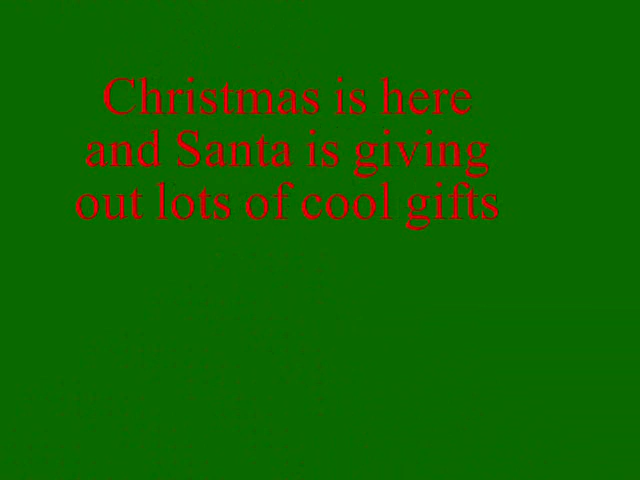 Christmas is here
and Santa is giving
out lots of cool gifts